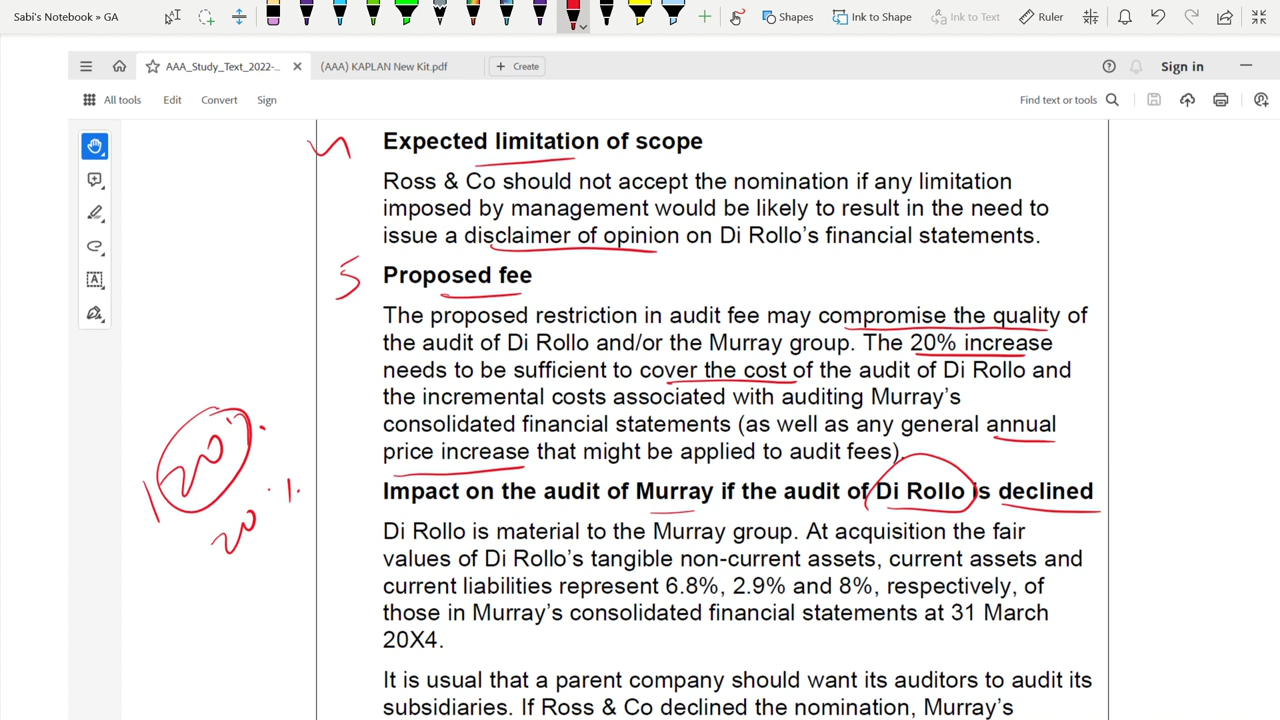 Sabi's Notebook » GA
Shapes
Ink to Shape
Ink to Text
Ruler
AAA_Study_Text_2022-...
(AAA) KAPLAN New Kit.pdf
Create
Sign in
All tools
Edit
Convert
Sign
Find text or tools
4
Expected limitation of scope
Ross & Co should not accept the nomination if any limitation
imposed by management would be likely to result in the need to
issue a disclaimer of opinion on Di Rollo's financial statements.
5
Proposed fee
The proposed restriction in audit fee may compromise the quality of
the audit of Di Rollo and/or the Murray group. The 20% increase
needs to be sufficient to cover the cost of the audit of Di Rollo and
the incremental costs associated with auditing Murray's
consolidated financial statements (as well as any general annual
price increase that might be applied to audit fees).
Impact on the audit of Murray if the audit of Di Rollo is declined
Di Rollo is material to the Murray group. At acquisition the fair
values of Di Rollo's tangible non-current assets, current assets and
current liabilities represent 6.8%, 2.9% and 8%, respectively, of
those in Murray's consolidated financial statements at 31 March
20X4.
It is usual that a parent company should want its auditors to audit its
subsidiaries. If Ross & Co declined the nomination, Murray's
20%